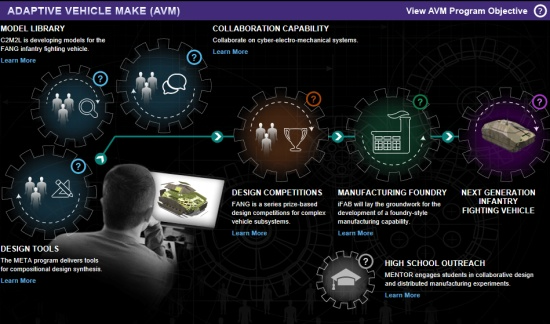 ADAPTIVE VEHICLE MAKE (AVM)
View AVM Program Objective ?
MODEL LIBRARY
C2M2L is developing models for the
FANG infantry fighting vehicle.
Learn More
COLLABORATION CAPABILITY
Collaborate on cyber-electro-mechanical systems.
Learn More
?
?
?
?
?
?
DESIGN TOOLS
The META program delivers tools
for compositional design synthesis.
Learn More
DESIGN COMPETITIONS
FANG is a series prize-based
design competitions for complex
vehicle subsystems.
Learn More
MANUFACTURING FOUNDRY
iFAB will lay the groundwork for the
development of a foundry-style
manufacturing capability.
Learn More
NEXT GENERATION
INFANTRY
FIGHTING VEHICLE
?
HIGH SCHOOL OUTREACH
MENTOR engages students in collaborative design
and distributed manufacturing experiments.
Learn More